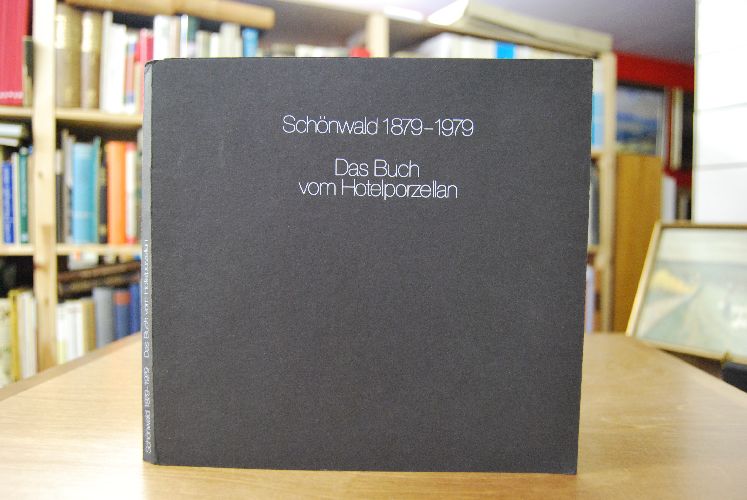 Schönwald 1879–1979
Das Buch
vom Hotelporzellan
Schönwald 1879–1979 Das Buch vom Hotelporzellan